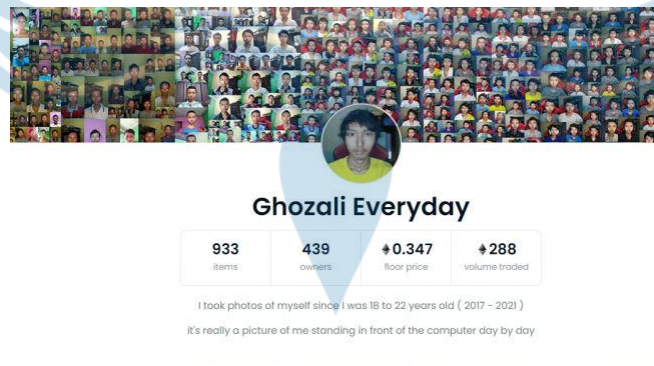 Ghozali Everyday
933 439 0.347 288
items owners floor price volume traded
I took photos of myself since I was 18 to 22 years old ( 2017 - 2021 )
it's really a picture of me standing in front of the computer day by day